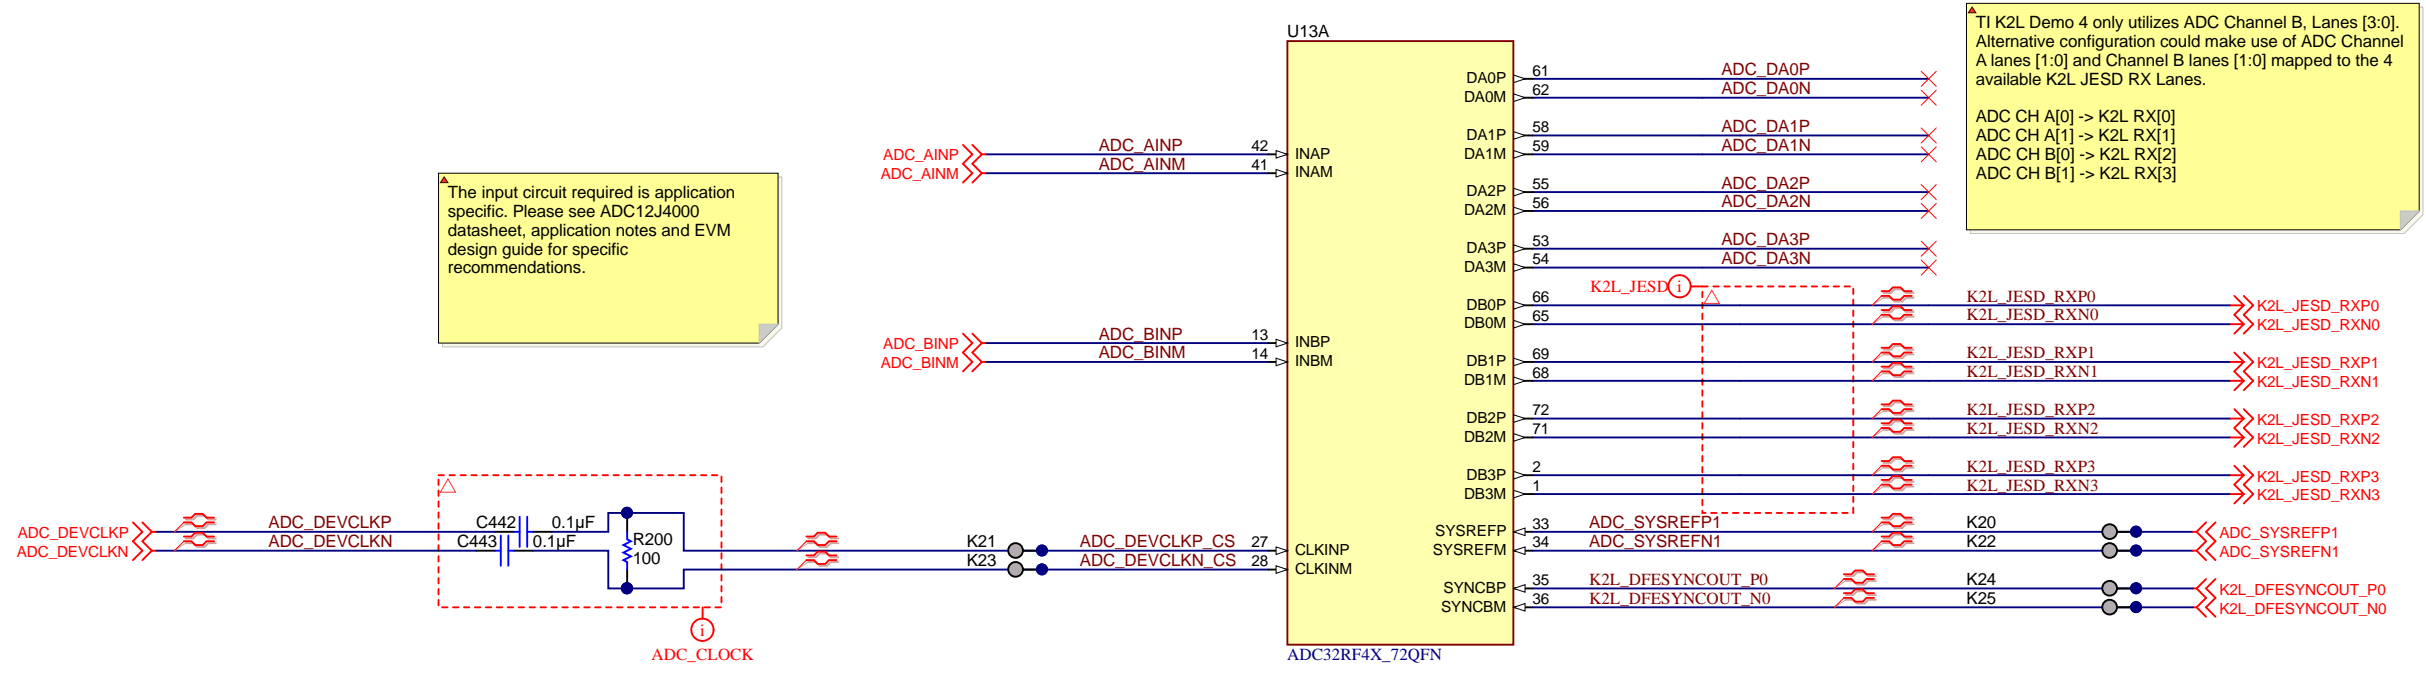 TI K2L Demo 4 only utilizes ADC Channel B, Lanes [3:0].
Alternative configuration could make use of ADC Channel
A lanes [1:0] and Channel B lanes [1:0] mapped to the 4
available K2L JESD RX Lanes.
ADC CH A[0] -> K2L RX[0]
ADC CH A[1] -> K2L RX[1]
ADC CH B[0] -> K2L RX[2]
ADC CH B[1] -> K2L RX[3]
The input circuit required is application
specific. Please see ADC12J4000
datasheet, application notes and EVM
design guide for specific
recommendations.
U13A
DA0P 61 ADC_DA0P
DA0M 62 ADC_DA0N
DA1P 58 ADC_DA1P
DA1M 59 ADC_DA1N
ADC_AINP ADC_AINP 42 INAP
ADC_AINM ADC_AINM 41 INAM
DA2P 55 ADC_DA2P
DA2M 56 ADC_DA2N
DA3P 53 ADC_DA3P
DA3M 54 ADC_DA3N
K2L_JESD i
DB0P 66 K2L_JESD_RXP0 K2L_JESD_RXP0
DB0M 65 K2L_JESD_RXN0 K2L_JESD_RXN0
ADC_BINP ADC_BINP 13 INBP
ADC_BINM ADC_BINM 14 INBM
DB1P 69 K2L_JESD_RXP1 K2L_JESD_RXP1
DB1M 68 K2L_JESD_RXN1 K2L_JESD_RXN1
DB2P 72 K2L_JESD_RXP2 K2L_JESD_RXP2
DB2M 71 K2L_JESD_RXN2 K2L_JESD_RXN2
DB3P 2 K2L_JESD_RXP3 K2L_JESD_RXP3
DB3M 1 K2L_JESD_RXN3 K2L_JESD_RXN3
ADC_DEVCLKP ADC_DEVCLKP C442 0.1µF
ADC_DEVCLKN ADC_DEVCLKN C443 0.1µF
R200
100
K21 ADC_DEVCLKP_CS 27 CLKINP
K23 ADC_DEVCLKN_CS 28 CLKINM
SYSREFP 33 ADC_SYSREFP1 K20 ADC_SYSREFP1
SYSREFM 34 ADC_SYSREFN1 K22 ADC_SYSREFN1
SYNCBP 35 K2L_DFESYNCOUT_P0 K24 K2L_DFESYNCOUT_P0
SYNCBM 36 K2L_DFESYNCOUT_N0 K25 K2L_DFESYNCOUT_N0
i
ADC_CLOCK
ADC32RF4X_72QFN